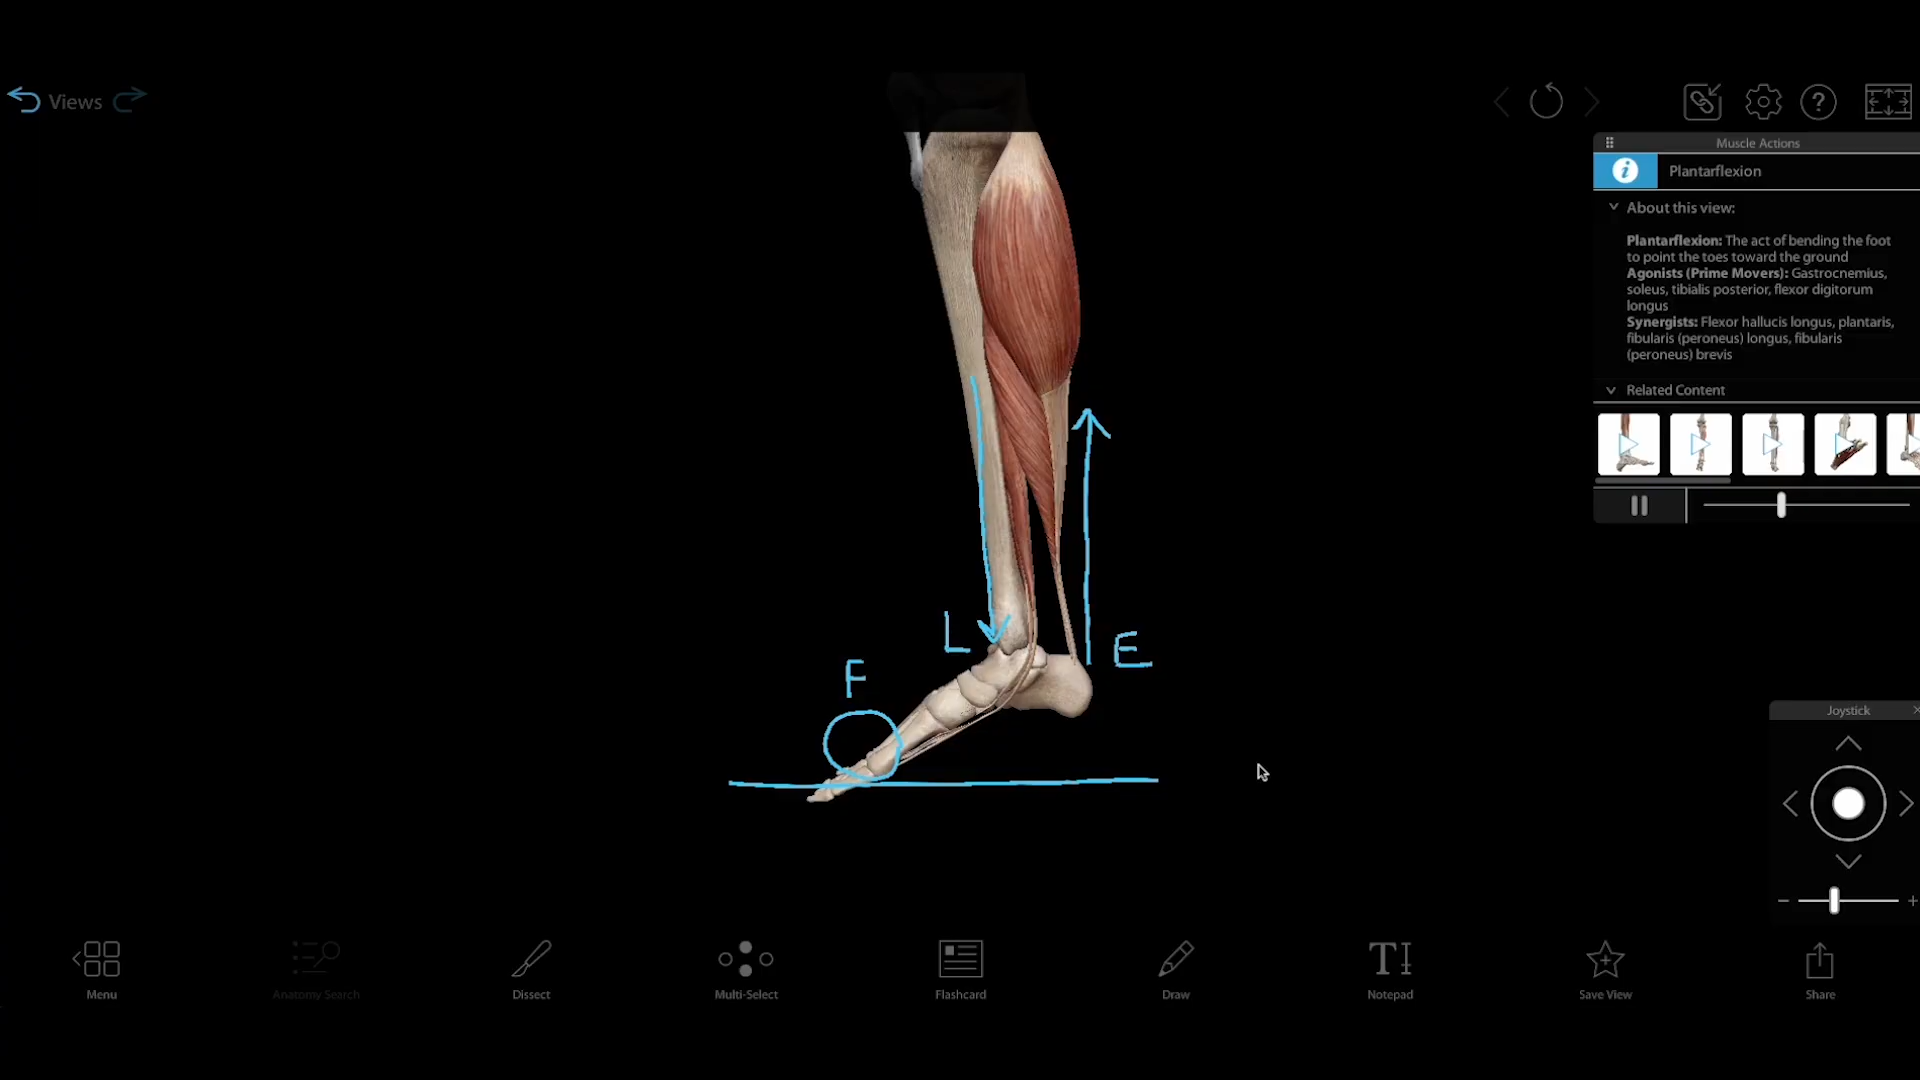 Views
Muscle Actions
Plantarflexion
About this view:
Plantarflexion: The act of bending the foot
to point the toes toward the ground
Agonists (Prime Movers): Gastrocnemius,
soleus, tibialis posterior, flexor digitorum
longus
Synergists: Flexor hallucis longus, plantaris,
fibularis (peroneus) longus, fibularis
(peroneus) brevis
Related Content
L
E
F
Joystick
Menu
Anatomy Search
Dissect
Multi-Select
Flashcard
Draw
Notepad
Save View
Share